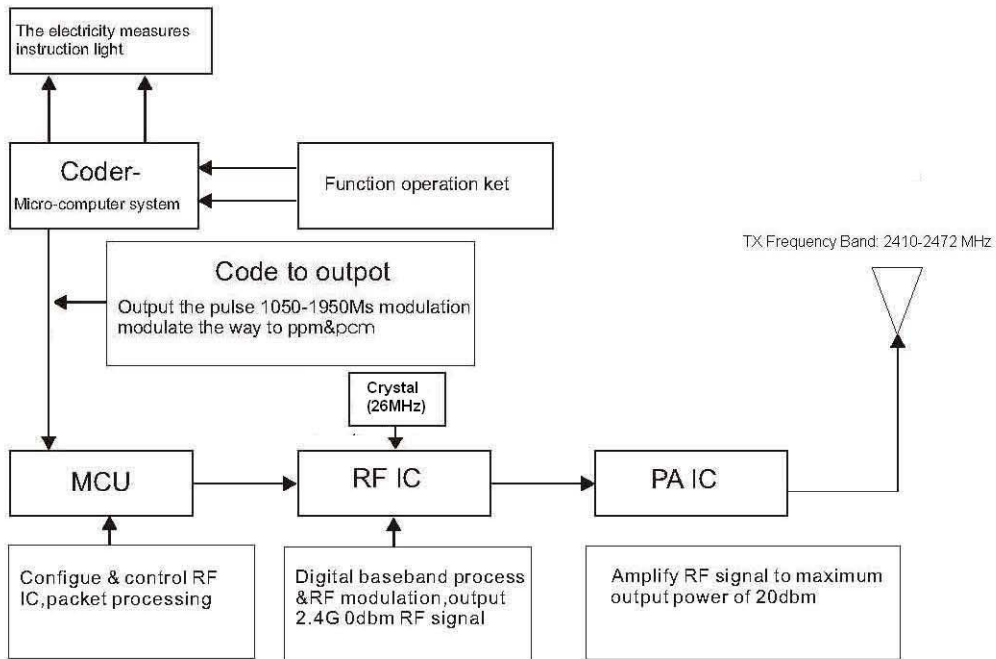 The electricity measures
instruction light
Coder-
Micro-computer system
Function operation ket
Code to outpot
Output the pulse 1050-1950Ms modulation
modulate the way to ppm&pcm
TX Frequency Band: 2410-2472 MHz
Crystal
(26MHz)
MCU
RF IC
PA IC
Configue & control RF
IC,packet processing
Digital baseband process
&RF modulation,output
2.4G 0dbm RF signal
Amplify RF signal to maximum
output power of 20dbm